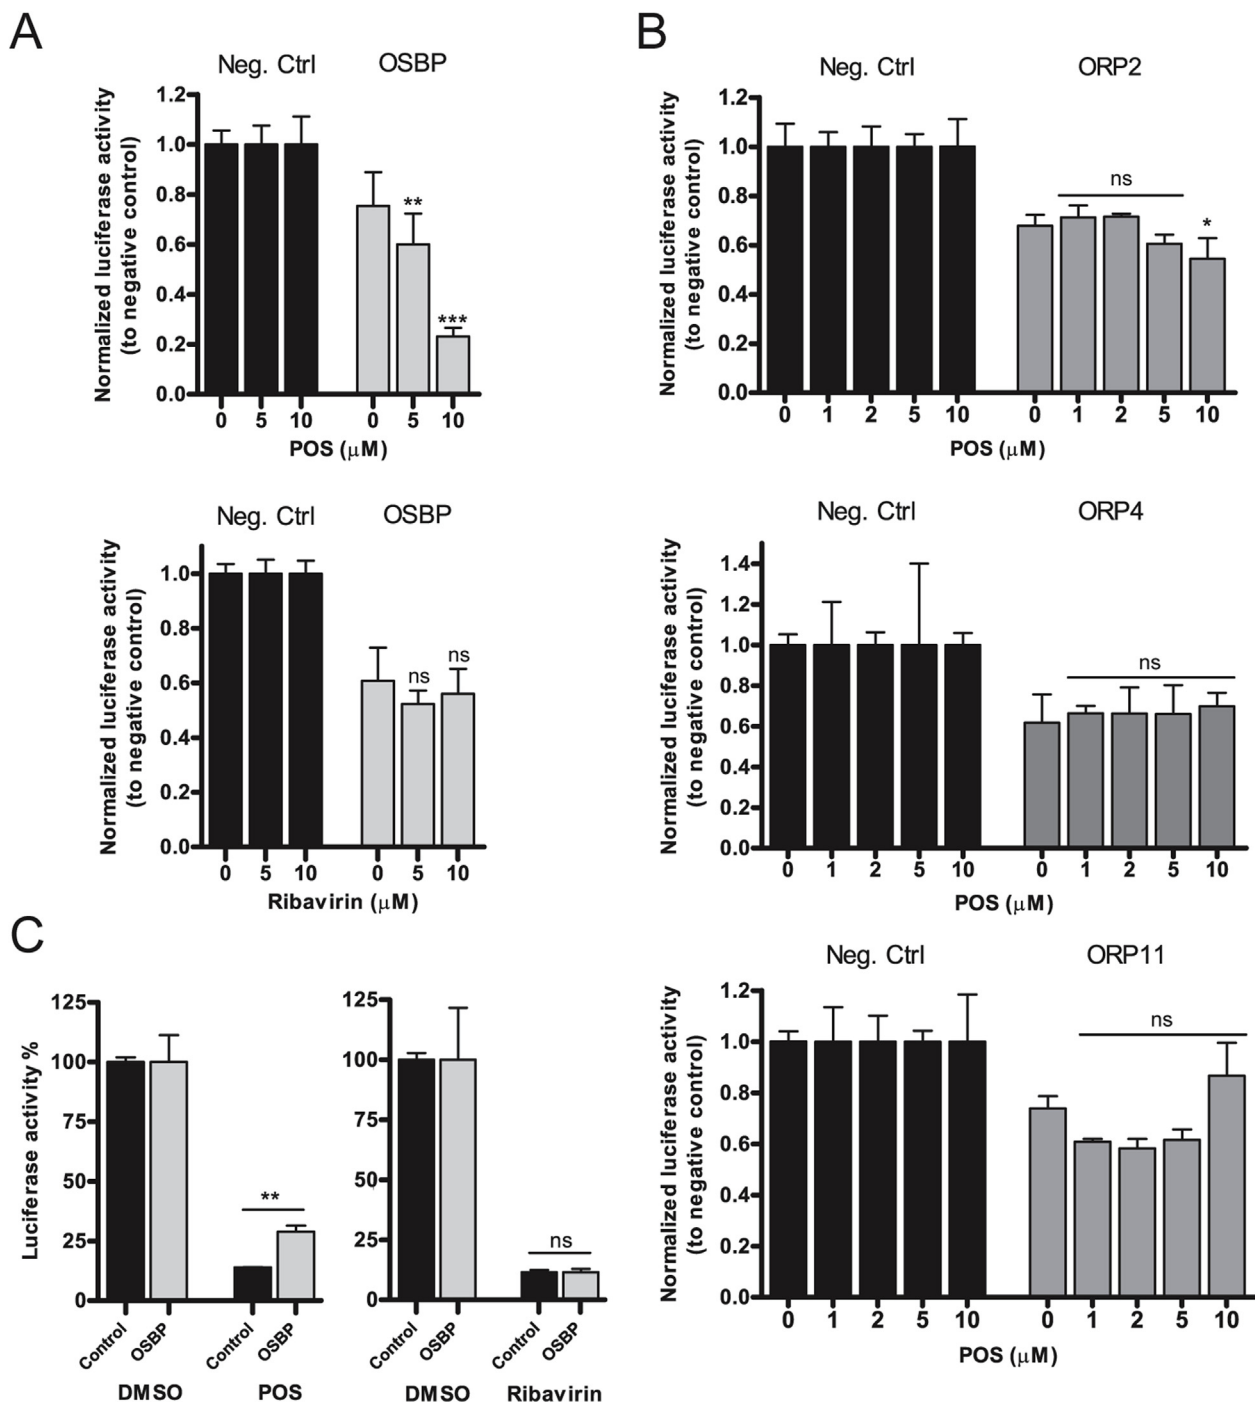 A
Neg. Ctrl OSBP
Normalized luciferase activity
(to negative control)
1.2
1.0
0.8
0.6
0.4
0.2
0.0
**
***
0 5 10 0 5 10
POS (μM)
Neg. Ctrl OSBP
Normalized luciferase activity
(to negative control)
1.0
0.8
0.6
0.4
0.2
0.0
ns
ns
0 5 10 0 5 10
Ribavirin (μM)
B
Neg. Ctrl ORP2
Normalized luciferase activity
(to negative control)
1.2
1.0
0.8
0.6
0.4
0.2
0.0
ns
*
0 1 2 5 10 0 1 2 5 10
POS (μM)
Neg. Ctrl ORP4
Normalized luciferase activity
(to negative control)
1.4
1.2
1.0
0.8
0.6
0.4
0.2
0.0
ns
0 1 2 5 10 0 1 2 5 10
POS (μM)
Neg. Ctrl ORP11
Normalized luciferase activity
(to negative control)
1.2
1.0
0.8
0.6
0.4
0.2
0.0
ns
0 1 2 5 10 0 1 2 5 10
POS (μM)
C
Luciferase activity %
125
100
75
50
25
0
**
Control OSBP Control OSBP
DMSO POS
125
100
75
50
25
0
ns
Control OSBP Control OSBP
DMSO Ribavirin